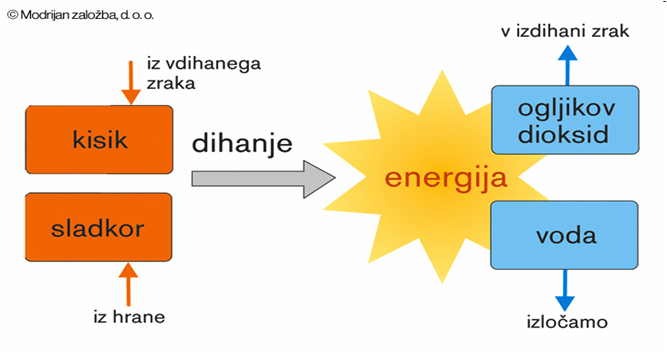 © Modrijan založba, d. o. o.
iz vdihanega
zraka
kisik
sladkor
iz hrane
dihanje
energija
v izdihani zrak
ogljikov
dioksid
voda
izločamo